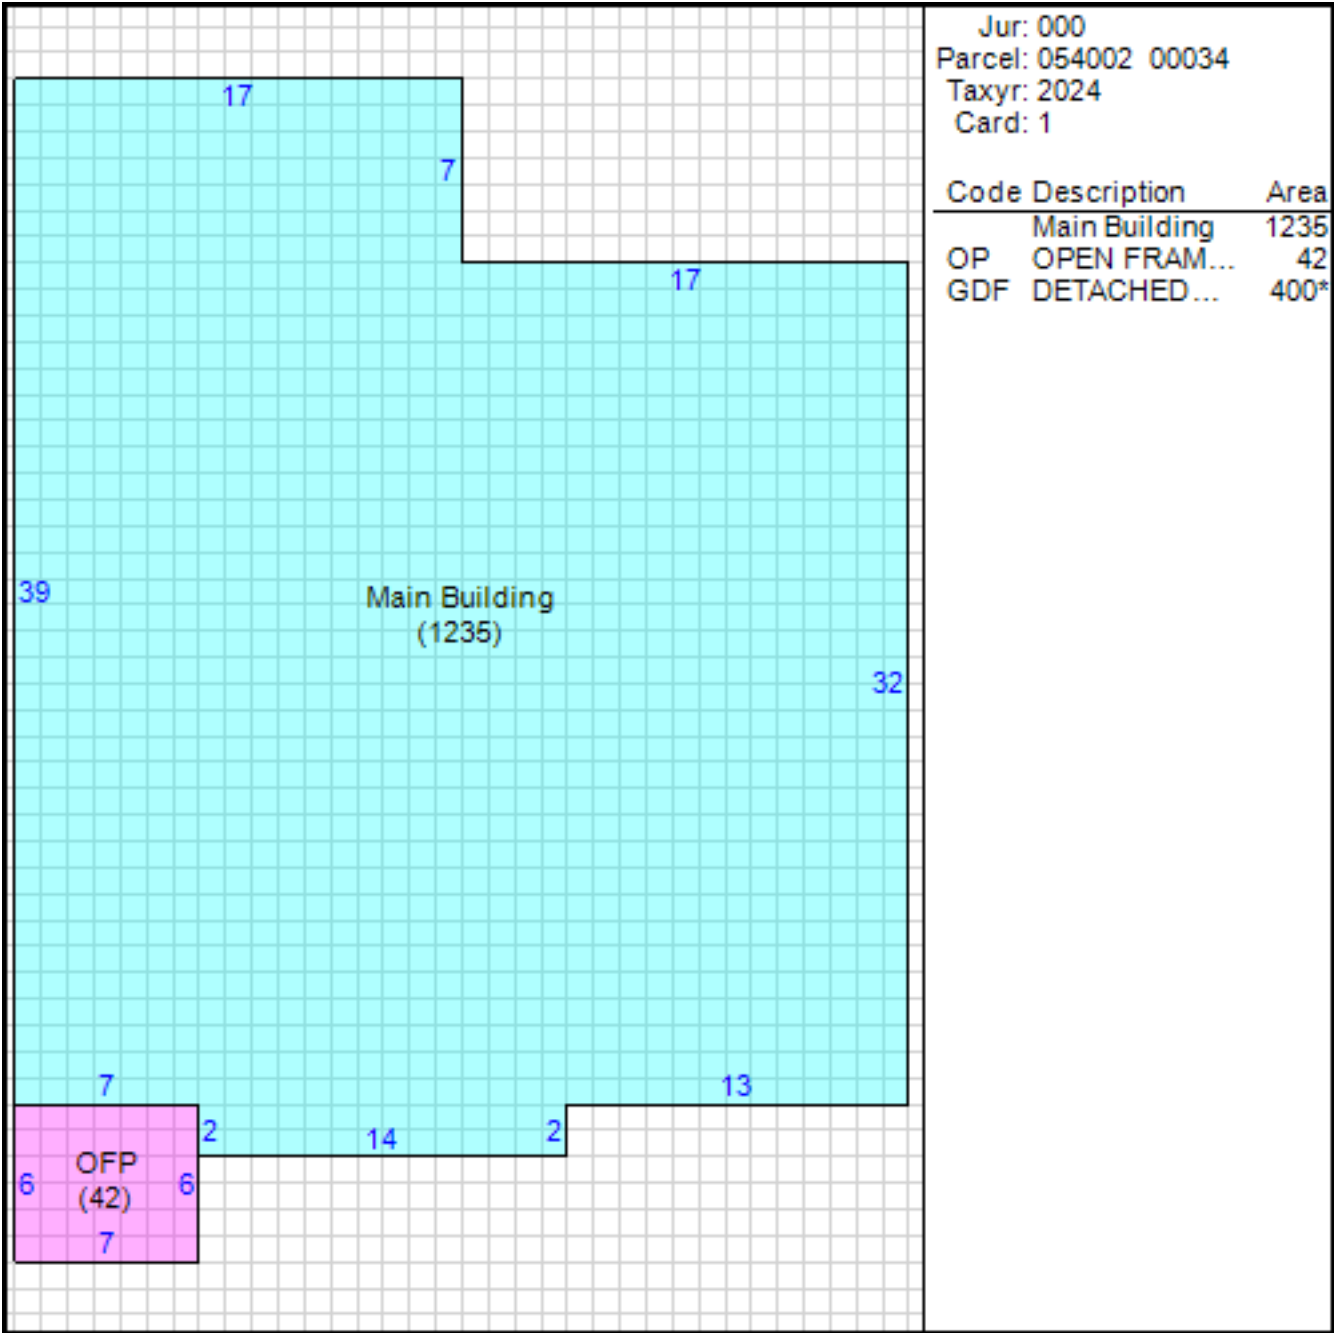 Jur: 000
Parcel: 054002 00034
Taxyr: 2024
Card: 1
Code Description Area
Main Building 1235
OP OPEN FRAM... 42
GDF DETACHED... 400*
17
7
17
39
Main Building
(1235)
32
7
13
2
14
2
OFP
(42)
6
6
7